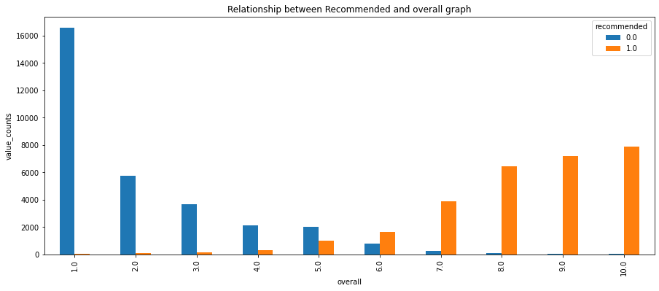 Relationship between Recommended and overall graph
recommended
0.0
1.0
16000
14000
12000
10000
8000
6000
4000
2000
0
value_counts
1.0 2.0 3.0 4.0 5.0 6.0 7.0 8.0 9.0 10.0
overall